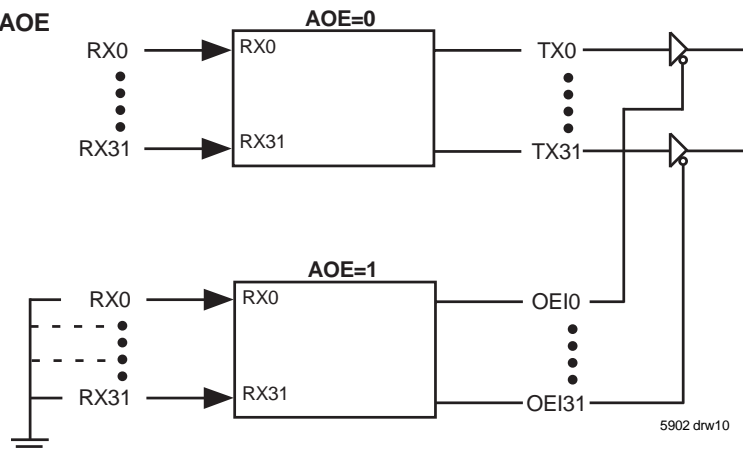 AOE
AOE=0
RX0
RX0
TX0
RX31
RX31
TX31
AOE=1
RX0
RX0
OEI0
RX31
RX31
OEI31
5902 drw10